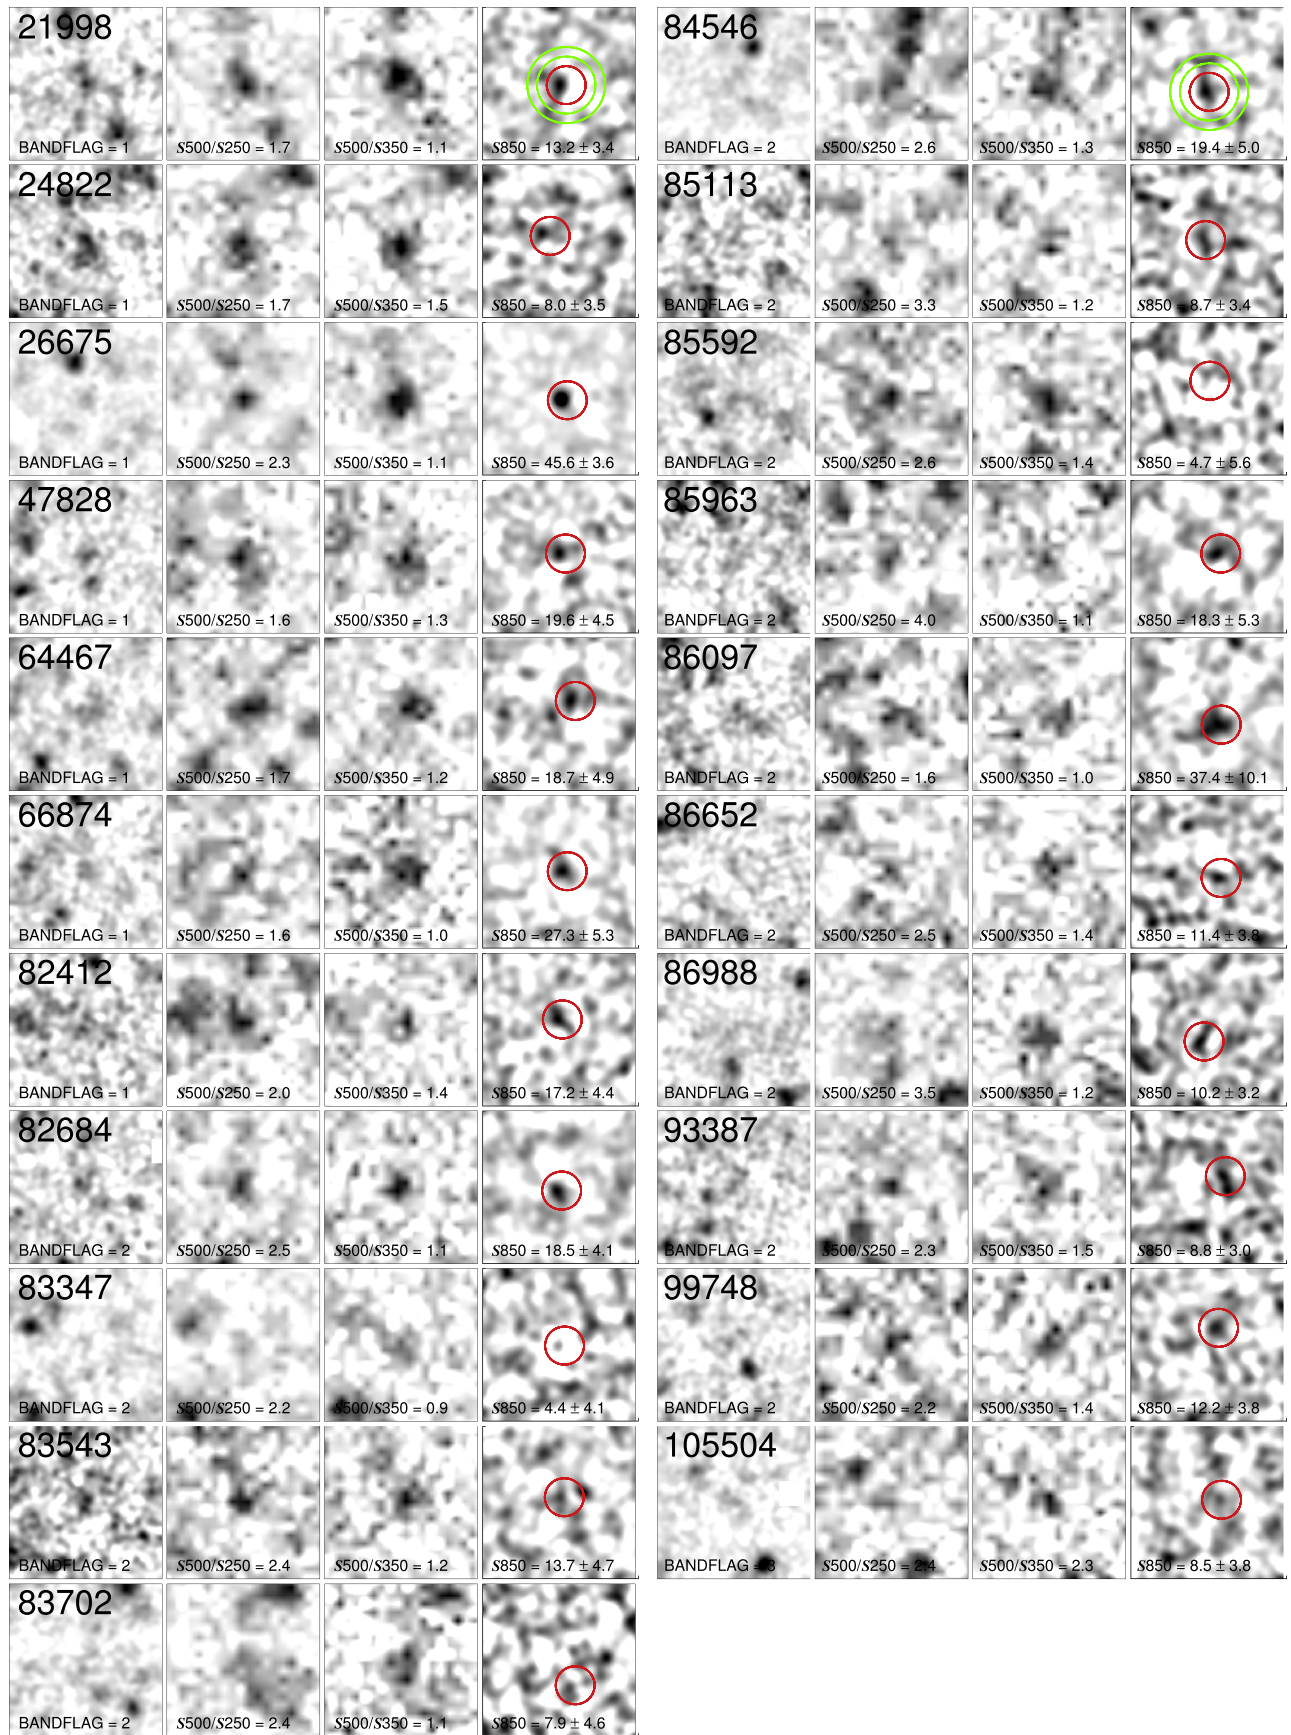 21998
BANDFLAG = 1
S500/S250 = 1.7
S500/S350 = 1.1
S850 = 13.2 ± 3.4
24822
BANDFLAG = 1
S500/S250 = 1.7
S500/S350 = 1.5
S850 = 8.0 ± 3.5
26675
BANDFLAG = 1
S500/S250 = 2.3
S500/S350 = 1.1
S850 = 45.6 ± 3.6
47828
BANDFLAG = 1
S500/S250 = 1.6
S500/S350 = 1.3
S850 = 19.6 ± 4.5
64467
BANDFLAG = 1
S500/S250 = 1.7
S500/S350 = 1.2
S850 = 18.7 ± 4.9
66874
BANDFLAG = 1
S500/S250 = 1.6
S500/S350 = 1.0
S850 = 27.3 ± 5.3
82412
BANDFLAG = 1
S500/S250 = 2.0
S500/S350 = 1.4
S850 = 17.2 ± 4.4
82684
BANDFLAG = 2
S500/S250 = 2.5
S500/S350 = 1.1
S850 = 18.5 ± 4.1
83347
BANDFLAG = 2
S500/S250 = 2.2
S500/S350 = 0.9
S850 = 4.4 ± 4.1
83543
BANDFLAG = 2
S500/S250 = 2.4
S500/S350 = 1.2
S850 = 13.7 ± 4.7
83702
BANDFLAG = 2
S500/S250 = 2.4
S500/S350 = 1.1
S850 = 7.9 ± 4.6
84546
BANDFLAG = 2
S500/S250 = 2.6
S500/S350 = 1.3
S850 = 19.4 ± 5.0
85113
BANDFLAG = 2
S500/S250 = 3.3
S500/S350 = 1.2
S850 = 8.7 ± 3.4
85592
BANDFLAG = 2
S500/S250 = 2.6
S500/S350 = 1.4
S850 = 4.7 ± 5.6
85963
BANDFLAG = 2
S500/S250 = 4.0
S500/S350 = 1.1
S850 = 18.3 ± 5.3
86097
BANDFLAG = 2
S500/S250 = 1.6
S500/S350 = 1.0
S850 = 37.4 ± 10.1
86652
BANDFLAG = 2
S500/S250 = 2.5
S500/S350 = 1.4
S850 = 11.4 ± 3.8
86988
BANDFLAG = 2
S500/S250 = 3.5
S500/S350 = 1.2
S850 = 10.2 ± 3.2
93387
BANDFLAG = 2
S500/S250 = 2.3
S500/S350 = 1.5
S850 = 8.8 ± 3.0
99748
BANDFLAG = 2
S500/S250 = 2.2
S500/S350 = 1.4
S850 = 12.2 ± 3.8
105504
BANDFLAG = 3
S500/S250 = 2.4
S500/S350 = 2.3
S850 = 8.5 ± 3.8